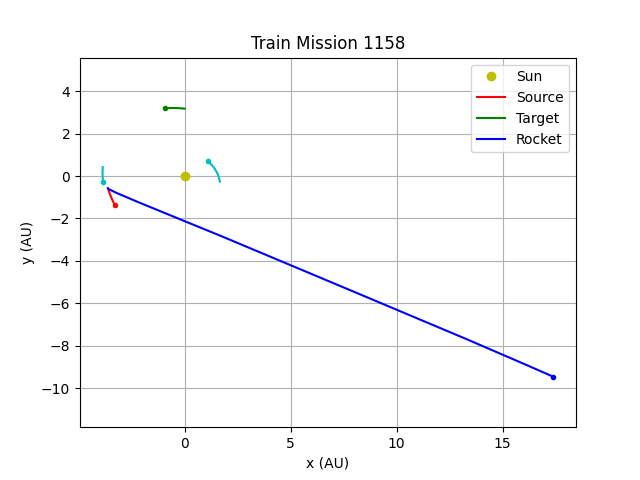 Train Mission 1158
Sun
Source
Target
Rocket
4
2
0
−2
−4
−6
−8
−10
y (AU)
0
5
10
15
x (AU)